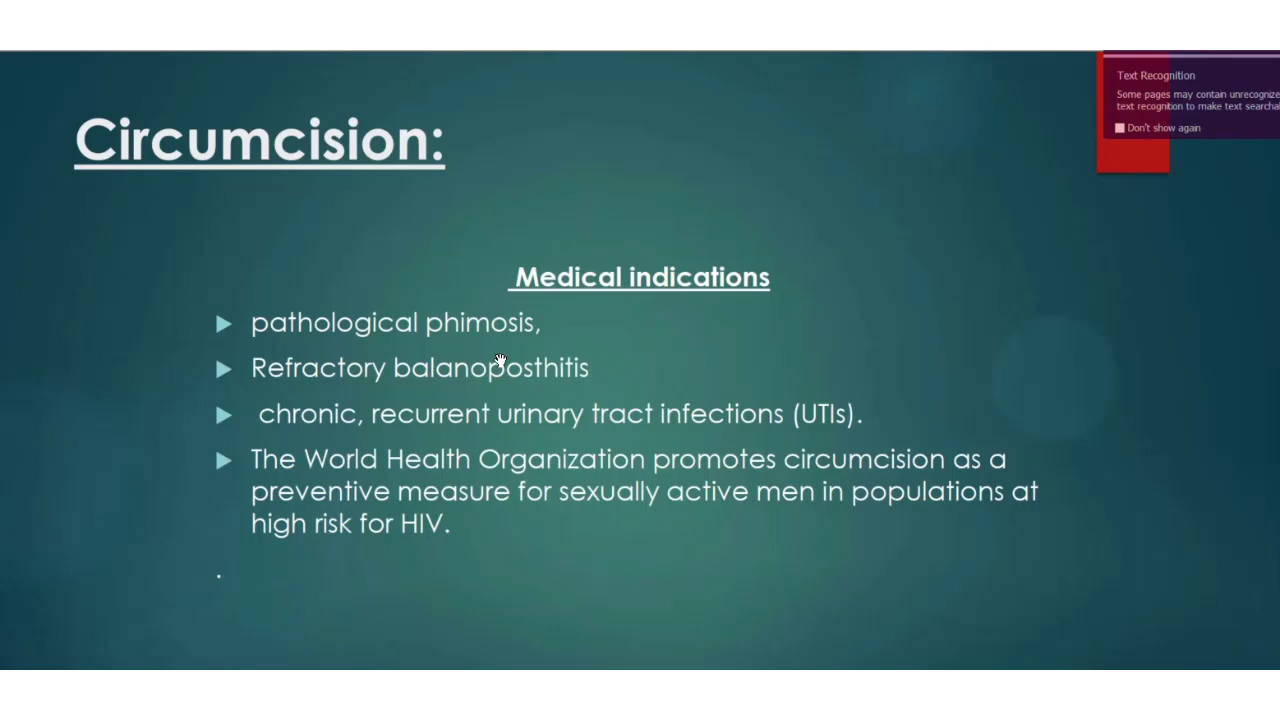 Text Recognition
Some pages may contain unrecognize
text recognition to make text searcha
Don't show again
Circumcision:
Medical indications
pathological phimosis,
Refractory balanoposthitis
chronic, recurrent urinary tract infections (UTIs).
The World Health Organization promotes circumcision as a
preventive measure for sexually active men in populations at
high risk for HIV.
.